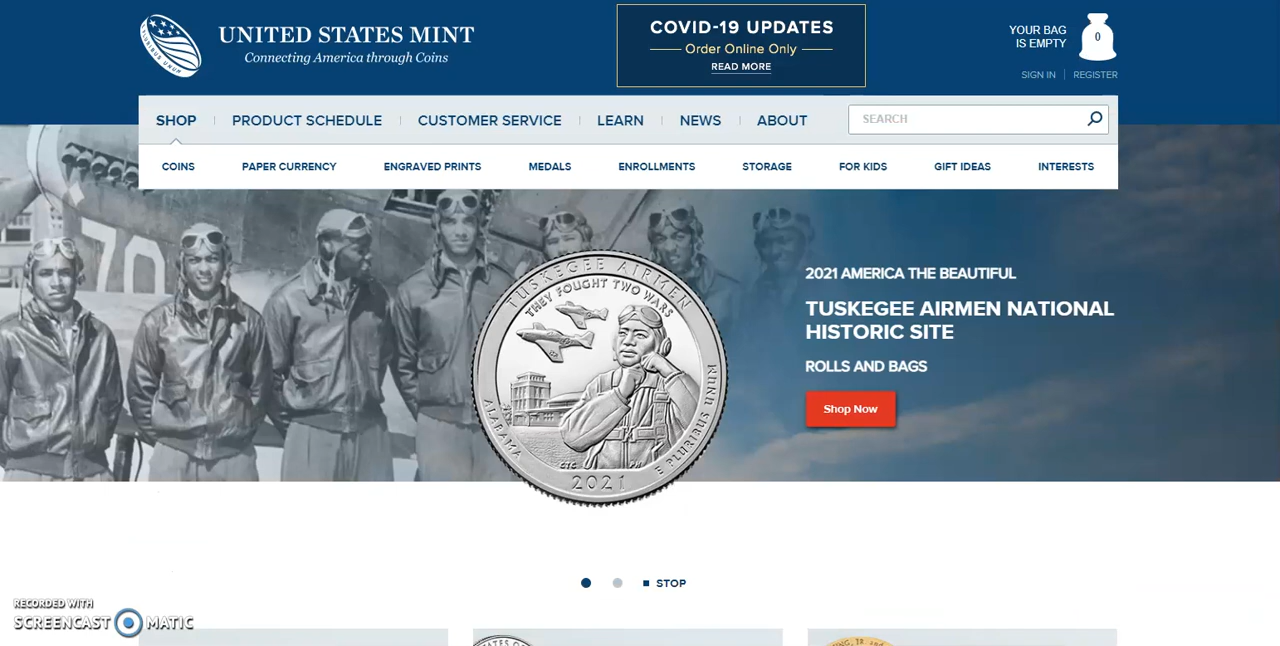 UNITED STATES MINT
Connecting America through Coins
PLURIBUS UNUM
COVID-19 UPDATES
Order Online Only
READ MORE
YOUR BAG
IS EMPTY
0
SIGN IN
REGISTER
SHOP
PRODUCT SCHEDULE
CUSTOMER SERVICE
LEARN
NEWS
ABOUT
SEARCH
COINS
PAPER CURRENCY
ENGRAVED PRINTS
MEDALS
ENROLLMENTS
STORAGE
FOR KIDS
GIFT IDEAS
INTERESTS
70
TUSKEGEE AIRMEN
THEY FOUGHT TWO WARS
ALABAMA
E PLURIBUS UNUM
2021
2021 AMERICA THE BEAUTIFUL
TUSKEGEE AIRMEN NATIONAL
HISTORIC SITE
ROLLS AND BAGS
Shop Now
STOP
RECORDED WITH
SCREENCAST MATIC